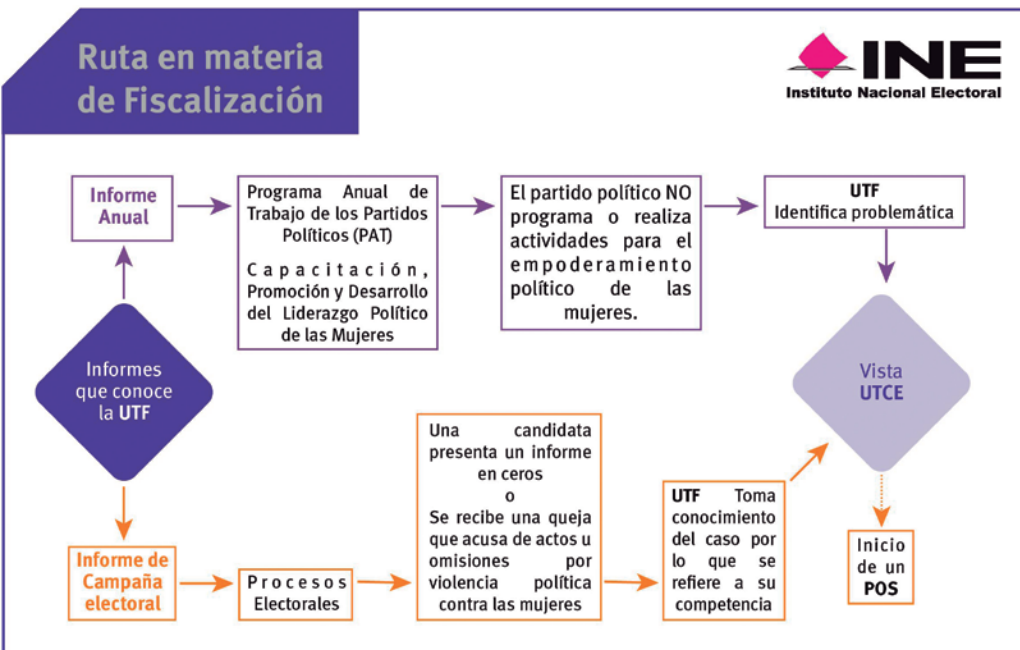 Ruta en materia
de Fiscalización
INE
Instituto Nacional Electoral
Informe
Anual
Programa Anual de
Trabajo de los Partidos
Políticos (PAT)
Capacitación,
Promoción y Desarrollo
del Liderazgo Político
de las Mujeres
El partido político NO
programa o realiza
actividades para el
empoderamiento
político de las
mujeres.
UTF
Identifica problemática
Informes
que conoce
la UTF
Vista
UTCE
Informe de
Campaña
electoral
Procesos
Electorales
Una candidata
presenta un informe
en ceros
o
Se recibe una queja
que acusa de actos u
omisiones por
violencia política
contra las mujeres
UTF Toma
conocimiento
del caso por
lo que se
refiere a su
competencia
Inicio
de un
POS